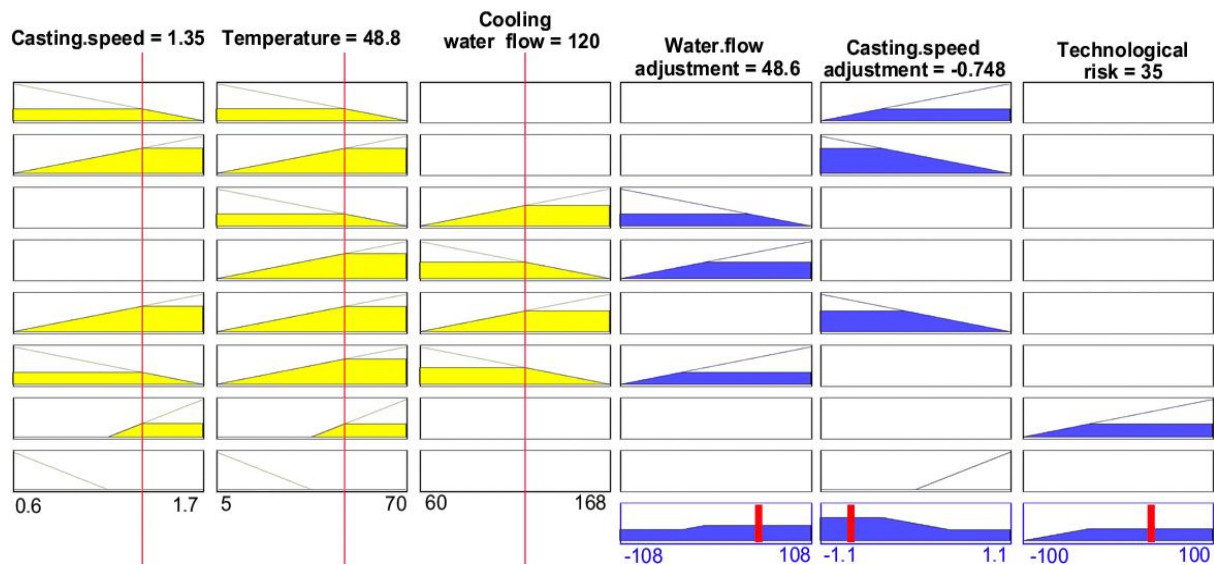 Casting.speed = 1.35
Temperature = 48.8
Cooling
water flow = 120
Water.flow
adjustment = 48.6
Casting.speed
adjustment = -0.748
Technological
risk = 35
0.6 1.7
5 70
60 168
-108 108
-1.1 1.1
-100 100